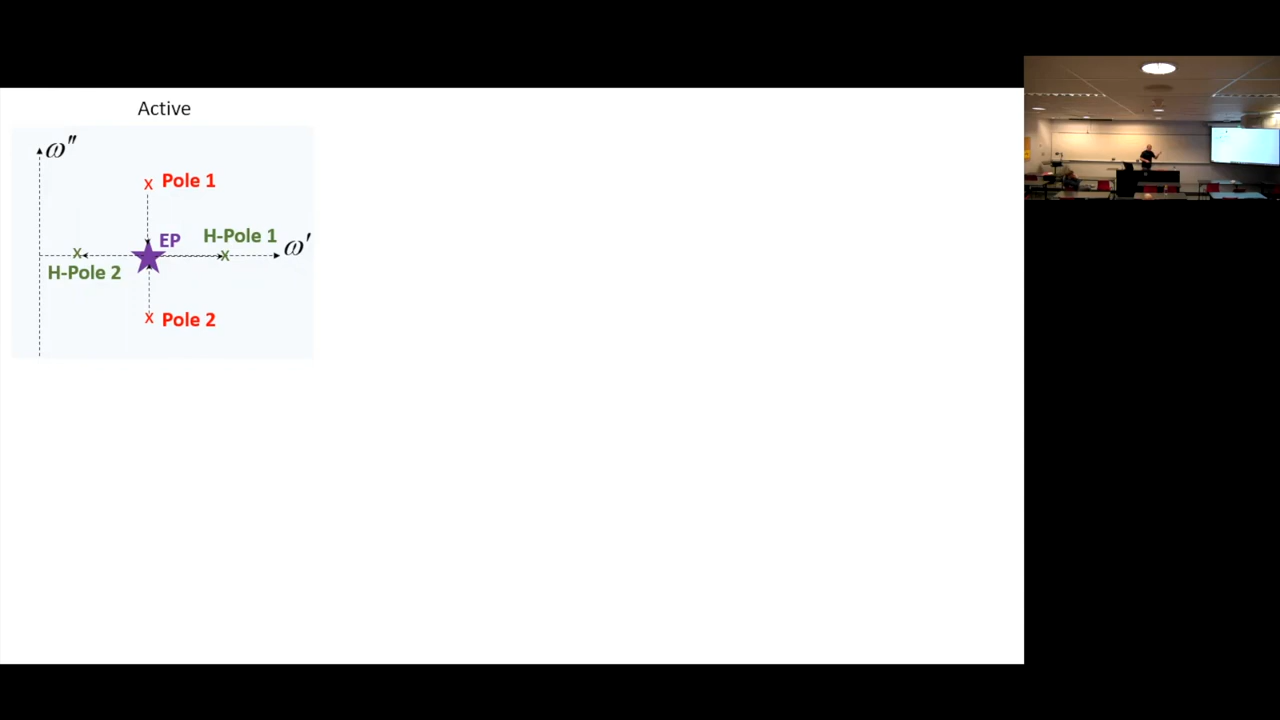 Active
ω″
x Pole 1
EP
H-Pole 1
ω′
x
x
H-Pole 2
x Pole 2